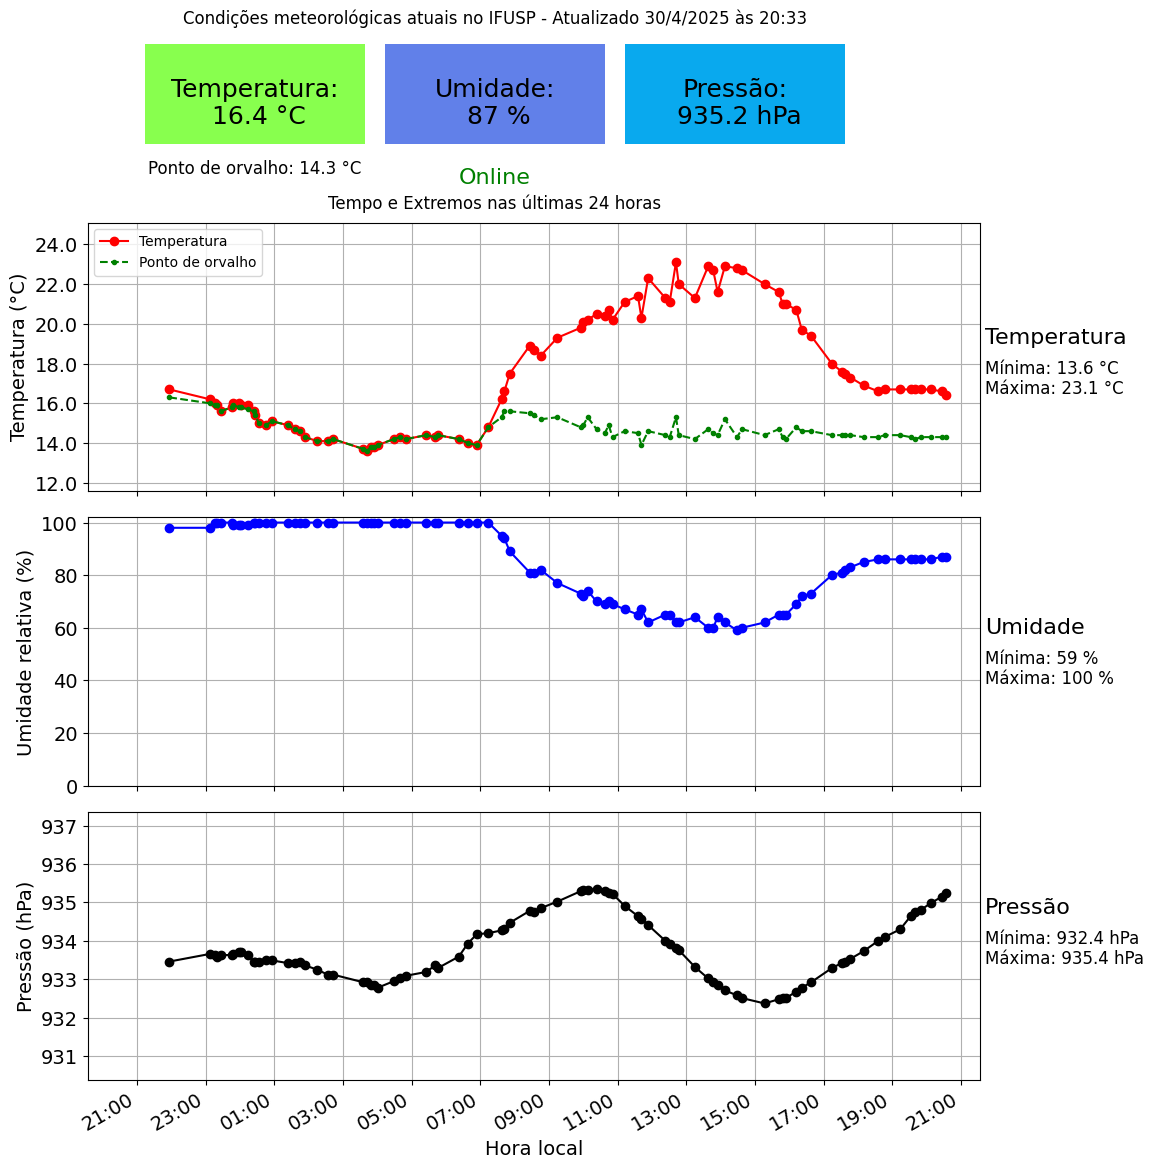 Condições meteorológicas atuais no IFUSP - Atualizado 30/4/2025 às 20:33
Temperatura:
16.4 °C
Umidade:
87 %
Pressão:
935.2 hPa
Ponto de orvalho: 14.3 °C
Online
Tempo e Extremos nas últimas 24 horas
Temperatura (°C)
24.0
22.0
20.0
18.0
16.0
14.0
12.0
Temperatura
Ponto de orvalho
Temperatura
Mínima: 13.6 °C
Máxima: 23.1 °C
Umidade relativa (%)
100
80
60
40
20
0
Umidade
Mínima: 59 %
Máxima: 100 %
Pressão (hPa)
937
936
935
934
933
932
931
Pressão
Mínima: 932.4 hPa
Máxima: 935.4 hPa
21:00 23:00 01:00 03:00 05:00 07:00 09:00 11:00 13:00 15:00 17:00 19:00 21:00
Hora local